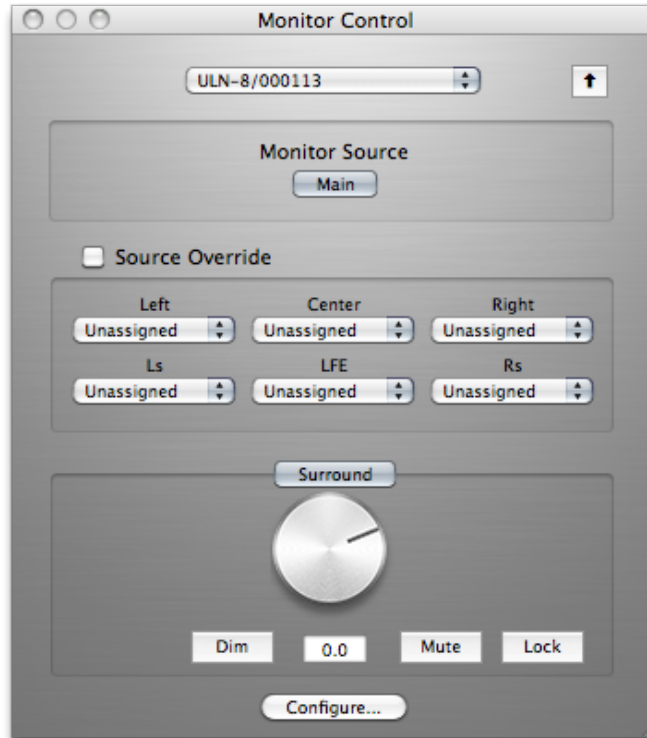 Monitor Control
ULN-8/000113
Monitor Source
Main
Source Override
Left Center Right
Unassigned Unassigned Unassigned
Ls LFE Rs
Unassigned Unassigned Unassigned
Surround
Dim 0.0 Mute Lock
Configure...